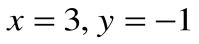 x = 3, y = −1